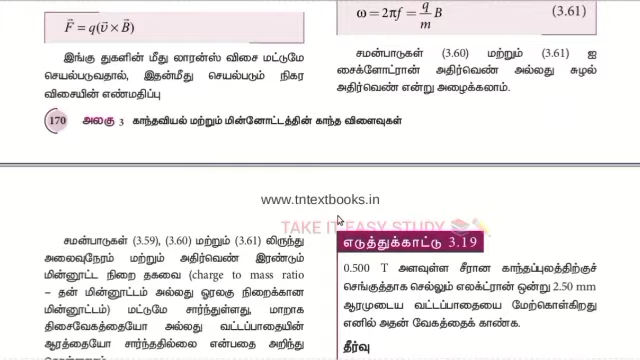 F⃗ = q(υ⃗ × B⃗)
ω = 2πf = q/m B (3.61)
இங்கு துகளின் மீது லாரன்ஸ் விசை மட்டுமே
செயல்படுவதால், இதன்மீது செயல்படும் நிகர
விசையின் எண்மதிப்பு
சமன்பாடுகள் (3.60) மற்றும் (3.61) ஐ
சைக்ளோட்ரான் அதிர்வெண் அல்லது சுழல்
அதிர்வெண் என்று அழைக்கலாம்.
170 அலகு 3 காந்தவியல் மற்றும் மின்னோட்டத்தின் காந்த விளைவுகள்
www.tntextbooks.in
TAKE IT EASY STUDY
சமன்பாடுகள் (3.59), (3.60) மற்றும் (3.61) லிருந்து
அலைவுநேரம் மற்றும் அதிர்வெண் இரண்டும்
மின்னூட்ட நிறை தகவை (charge to mass ratio
– தன் மின்னூட்டம் அல்லது ஓரலகு நிறைக்கான
மின்னூட்டம்) மட்டுமே சார்ந்துள்ளது, மாறாக
திசைவேகத்தையோ அல்லது வட்டப்பாதையின்
ஆரத்தையோ சார்ந்ததில்லை என்பதை அறிந்து
எடுத்துக்காட்டு 3.19
0.500 T அளவுள்ள சீரான காந்தப்புலத்திற்குச்
செங்குத்தாக செல்லும் எலக்ட்ரான் ஒன்று 2.50 mm
ஆரமுடைய வட்டப்பாதையை மேற்கொள்கிறது
எனில் அதன் வேகத்தைக் காண்க.
தீர்வு